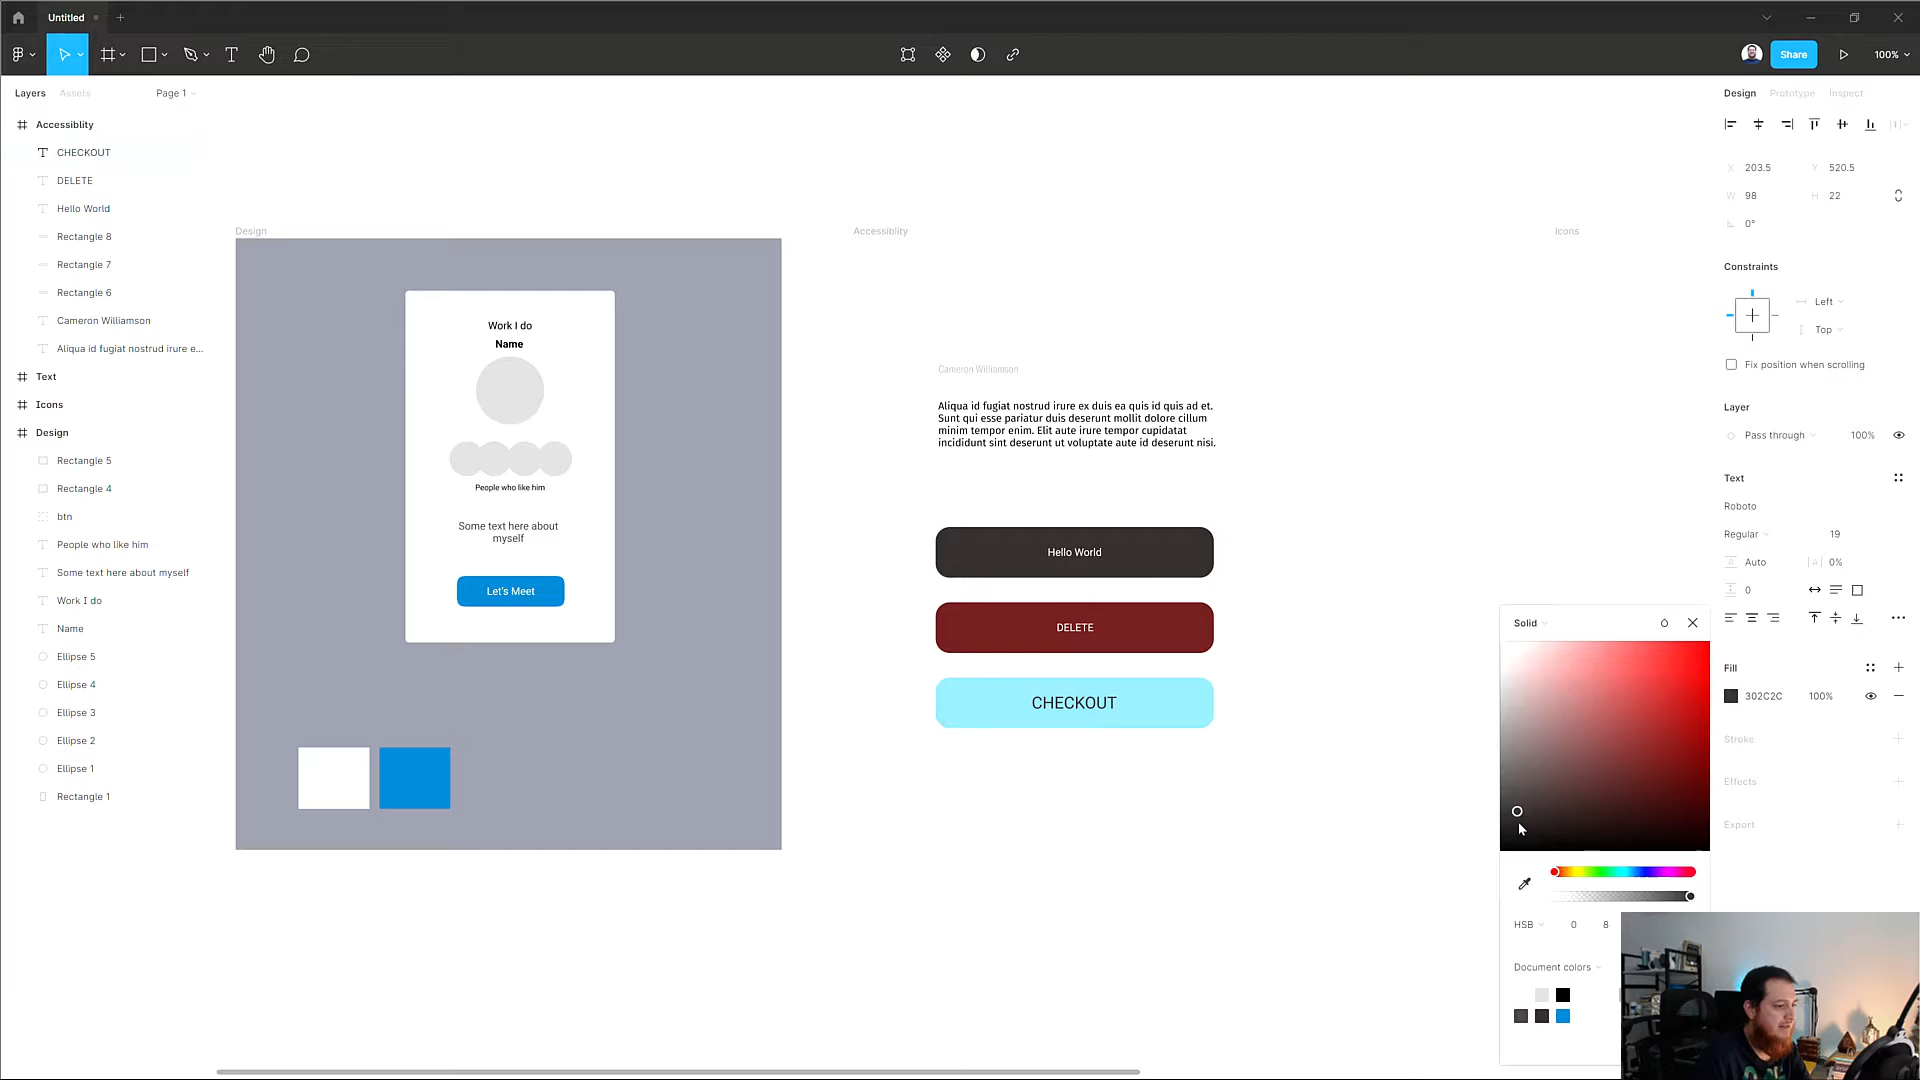 Untitled
Share
100%
Layers
Assets
Page 1
Design
Prototype
Inspect
Accessiblity
CHECKOUT
DELETE
Hello World
Rectangle 8
Rectangle 7
Rectangle 6
Cameron Williamson
Aliqua id fugiat nostrud irure e...
Text
Icons
Design
Rectangle 5
Rectangle 4
btn
People who like him
Some text here about myself
Work I do
Name
Ellipse 5
Ellipse 4
Ellipse 3
Ellipse 2
Ellipse 1
Rectangle 1
Design
Work I do
Name
People who like him
Some text here about
myself
Let's Meet
Accessiblity
Cameron Williamson
Aliqua id fugiat nostrud irure ex duis ea quis id quis ad et.
Sunt qui esse pariatur duis deserunt mollit dolore cillum
minim tempor enim. Elit aute irure tempor cupidatat
incididunt sint deserunt ut voluptate aute id deserunt nisi.
Hello World
DELETE
CHECKOUT
Icons
X 203.5 Y 520.5
W 98 H 22
0°
Constraints
Left
Top
Fix position when scrolling
Layer
Pass through 100%
Text
Roboto
Regular 19
Auto |A| 0%
0
Fill
302C2C 100%
Stroke
Effects
Export
Solid
HSB 0 8
Document colors